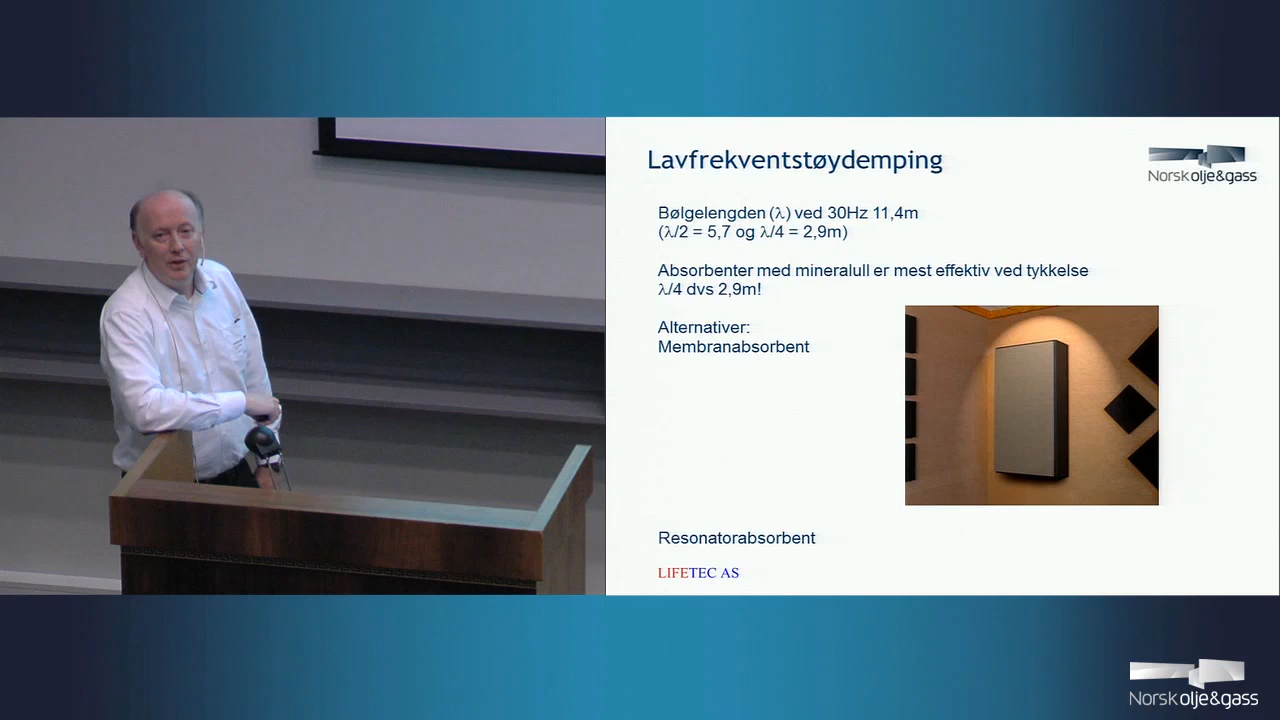 Lavfrekventstøydemping
Norsk olje&gass
Bølgelengden (λ) ved 30Hz 11,4m
(λ/2 = 5,7 og λ/4 = 2,9m)
Absorbenter med mineralull er mest effektiv ved tykkelse
λ/4 dvs 2,9m!
Alternativer:
Membranabsorbent
Resonatorabsorbent
LIFETEC AS
Norsk olje&gass